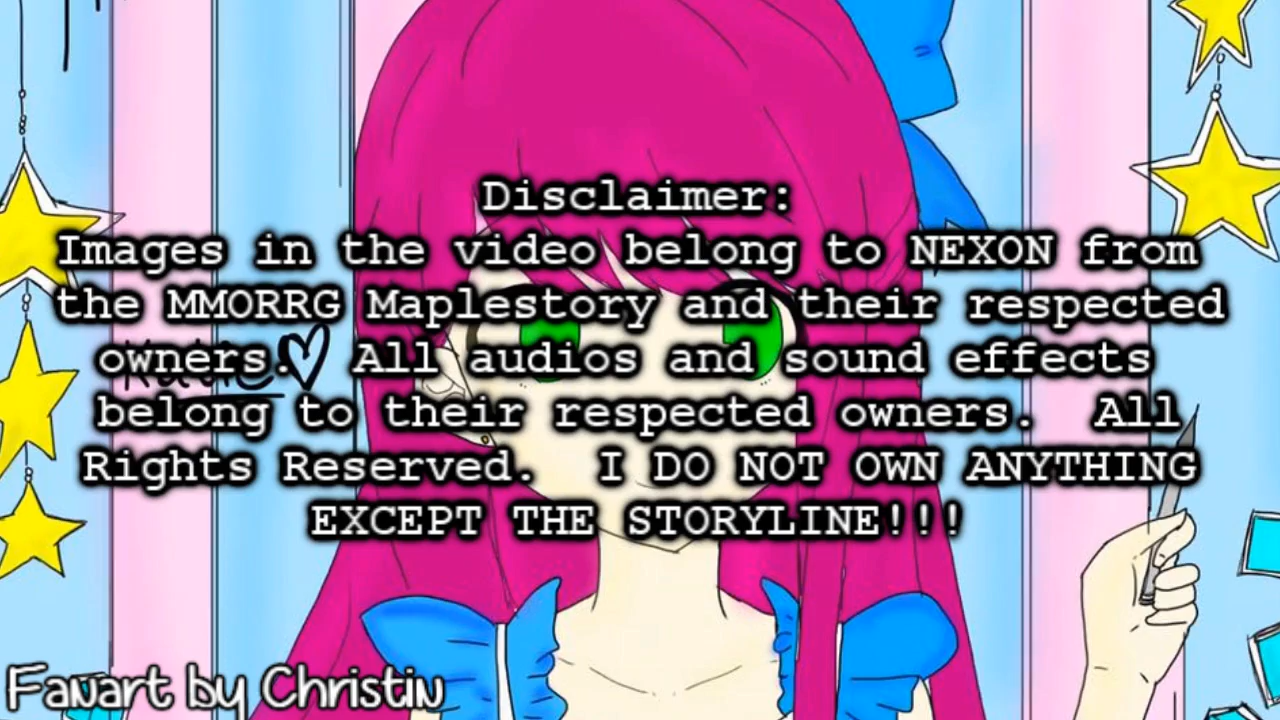 Disclaimer:
Images in the video belong to NEXON from
the MMORRG Maplestory and their respected
owners. All audios and sound effects
belong to their respected owners. All
Rights Reserved. I DO NOT OWN ANYTHING
EXCEPT THE STORYLINE!!!
Fanart by Christin